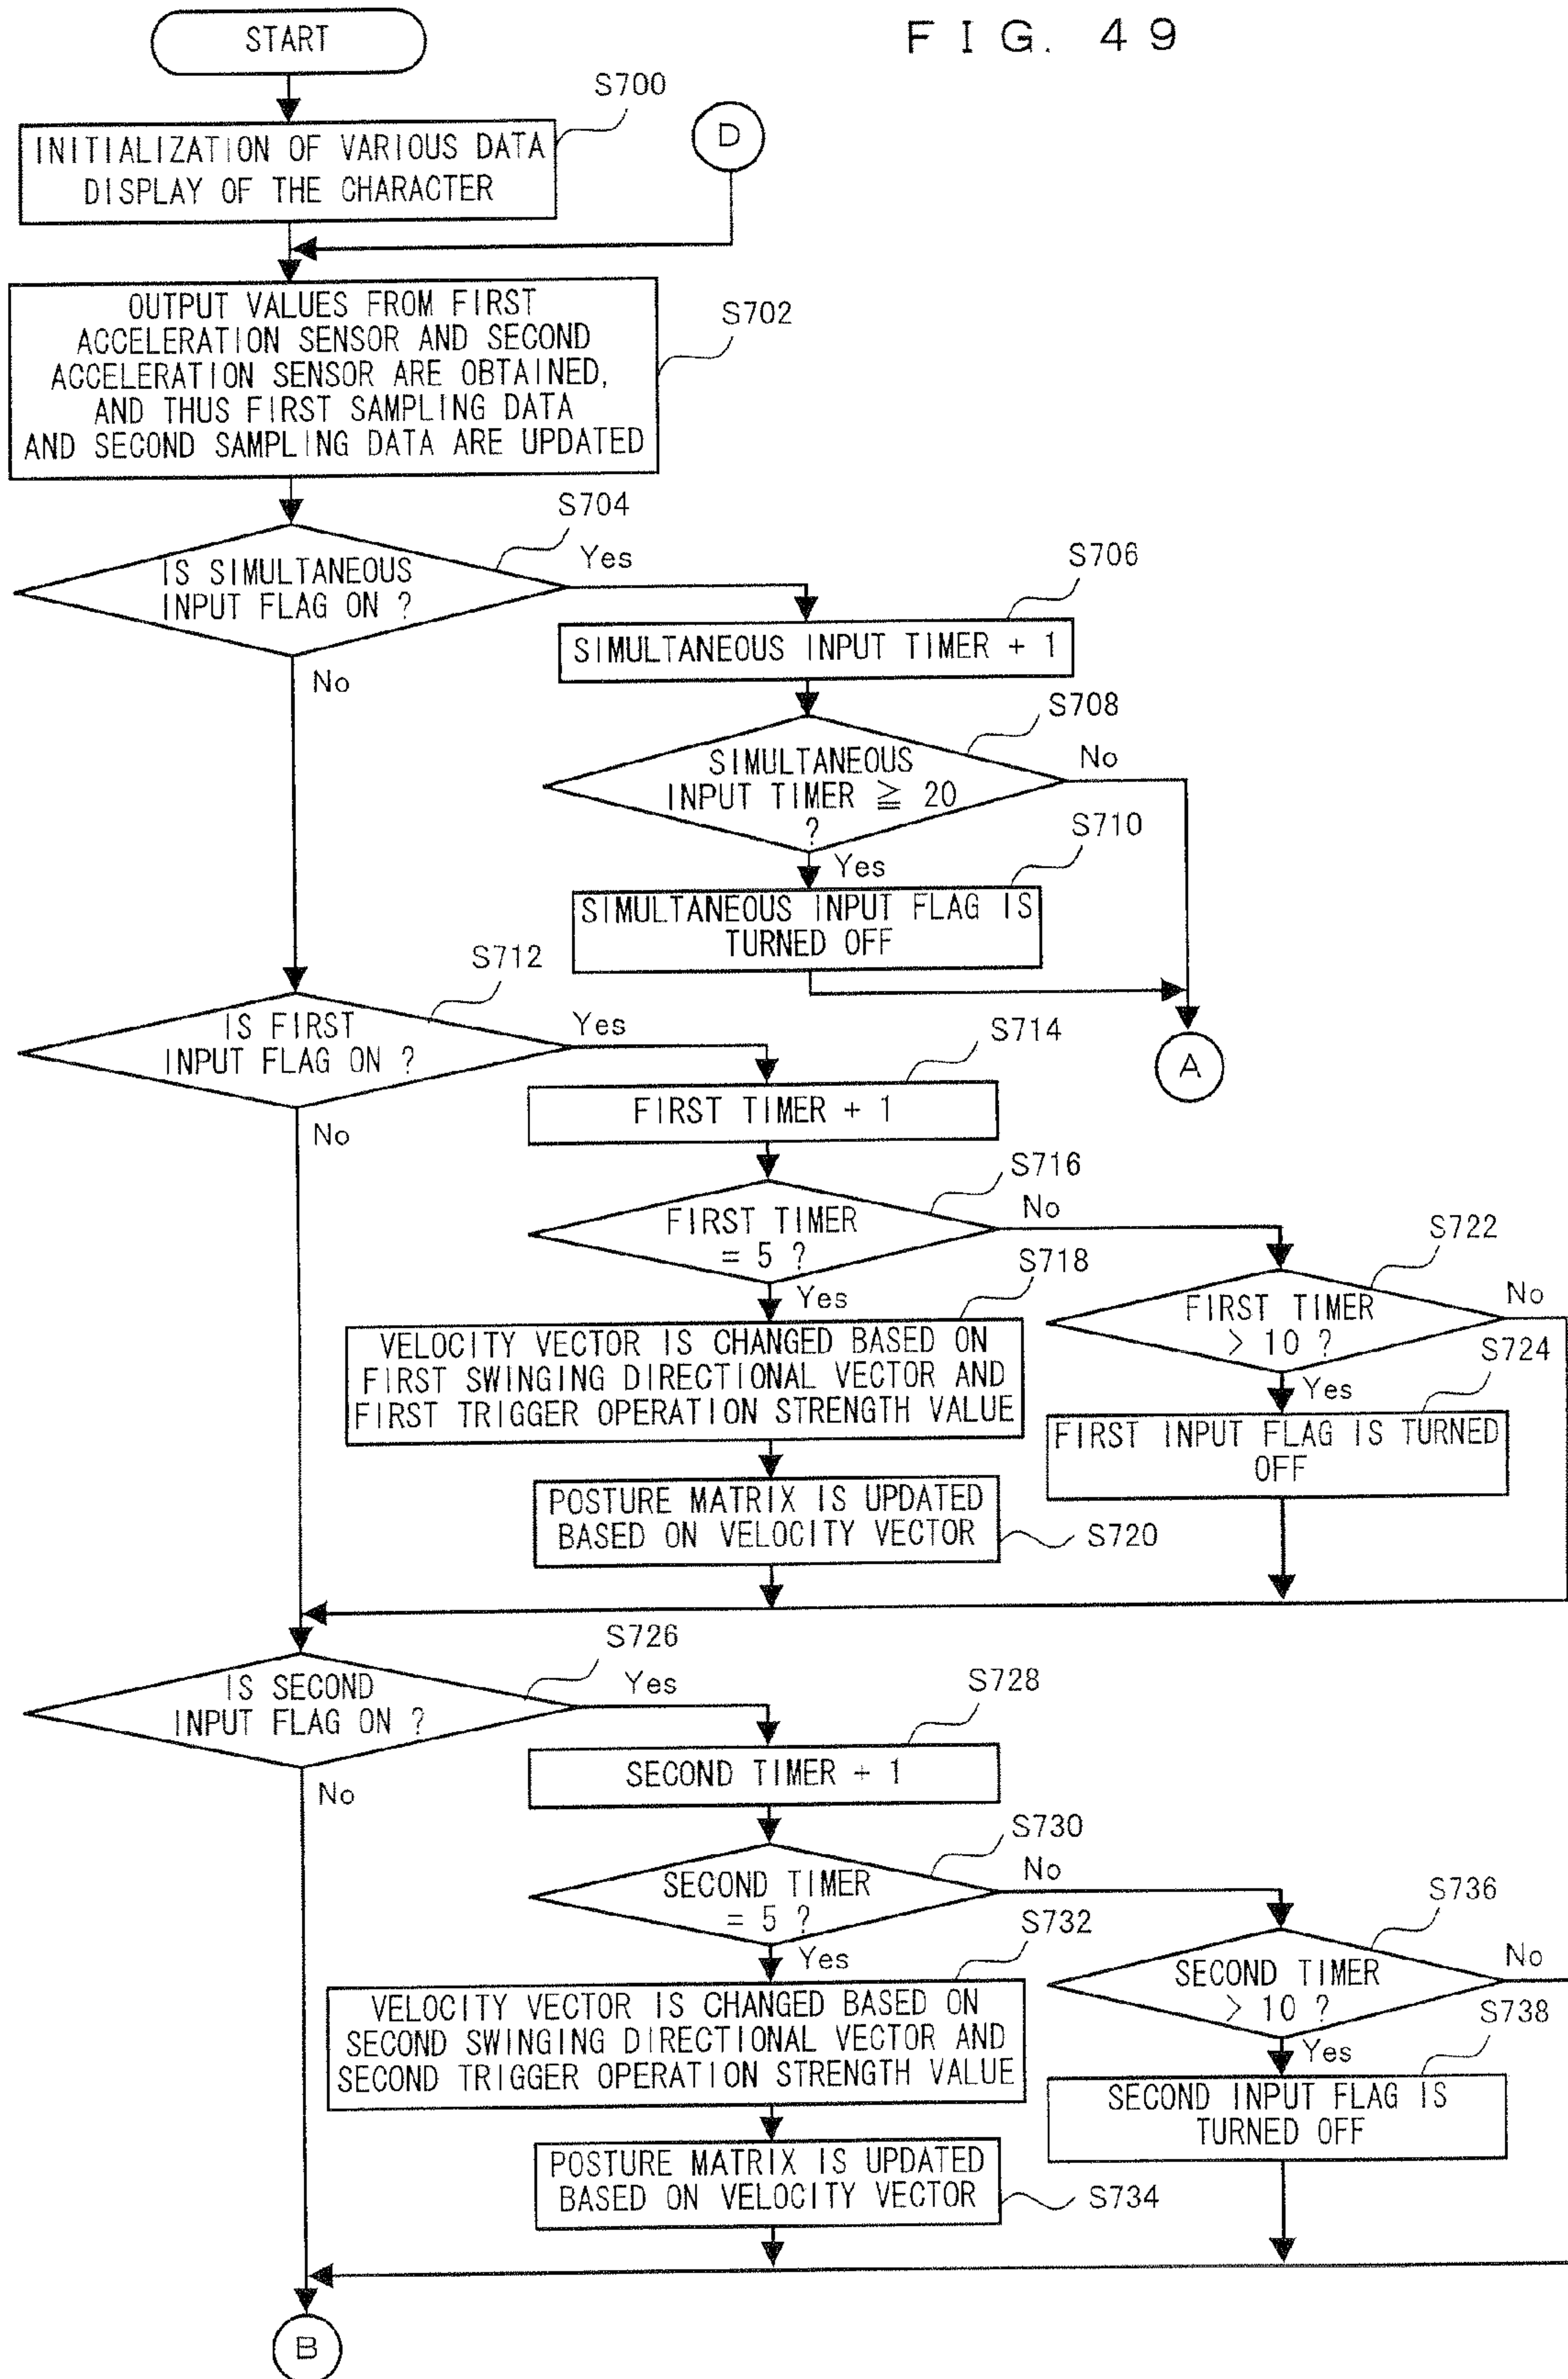 FIG. 49
START
S700
D
INITIALIZATION OF VARIOUS DATA
DISPLAY OF THE CHARACTER
OUTPUT VALUES FROM FIRST
ACCELERATION SENSOR AND SECOND
ACCELERATION SENSOR ARE OBTAINED,
AND THUS FIRST SAMPLING DATA
AND SECOND SAMPLING DATA ARE UPDATED
S702
S704
IS SIMULTANEOUS
INPUT FLAG ON ?
Yes
No
S706
SIMULTANEOUS INPUT TIMER + 1
S708
SIMULTANEOUS
INPUT TIMER ≧ 20
?
No
Yes
S710
SIMULTANEOUS INPUT FLAG IS
TURNED OFF
A
S712
IS FIRST
INPUT FLAG ON ?
Yes
No
S714
FIRST TIMER + 1
S716
FIRST TIMER
= 5 ?
No
Yes
S718
VELOCITY VECTOR IS CHANGED BASED ON
FIRST SWINGING DIRECTIONAL VECTOR AND
FIRST TRIGGER OPERATION STRENGTH VALUE
S722
FIRST TIMER
> 10 ?
No
Yes
S724
FIRST INPUT FLAG IS TURNED
OFF
POSTURE MATRIX IS UPDATED
BASED ON VELOCITY VECTOR
S720
S726
IS SECOND
INPUT FLAG ON ?
Yes
No
S728
SECOND TIMER + 1
S730
SECOND TIMER
= 5 ?
No
Yes
S732
VELOCITY VECTOR IS CHANGED BASED ON
SECOND SWINGING DIRECTIONAL VECTOR AND
SECOND TRIGGER OPERATION STRENGTH VALUE
S736
SECOND TIMER
> 10 ?
No
Yes
S738
SECOND INPUT FLAG IS
TURNED OFF
POSTURE MATRIX IS UPDATED
BASED ON VELOCITY VECTOR
S734
B